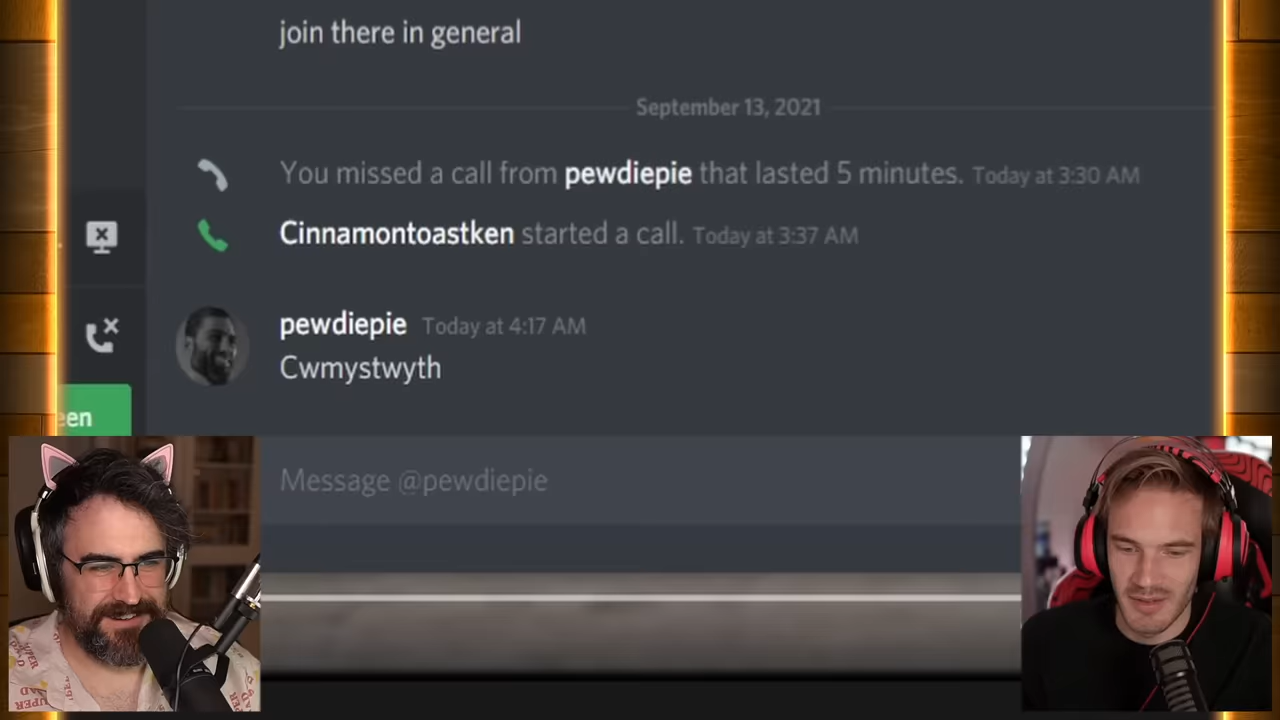 join there in general
September 13, 2021
You missed a call from pewdiepie that lasted 5 minutes. Today at 3:30 AM
Cinnamontoastken started a call. Today at 3:37 AM
pewdiepie Today at 4:17 AM
Cwmystwyth
een
Message @pewdiepie